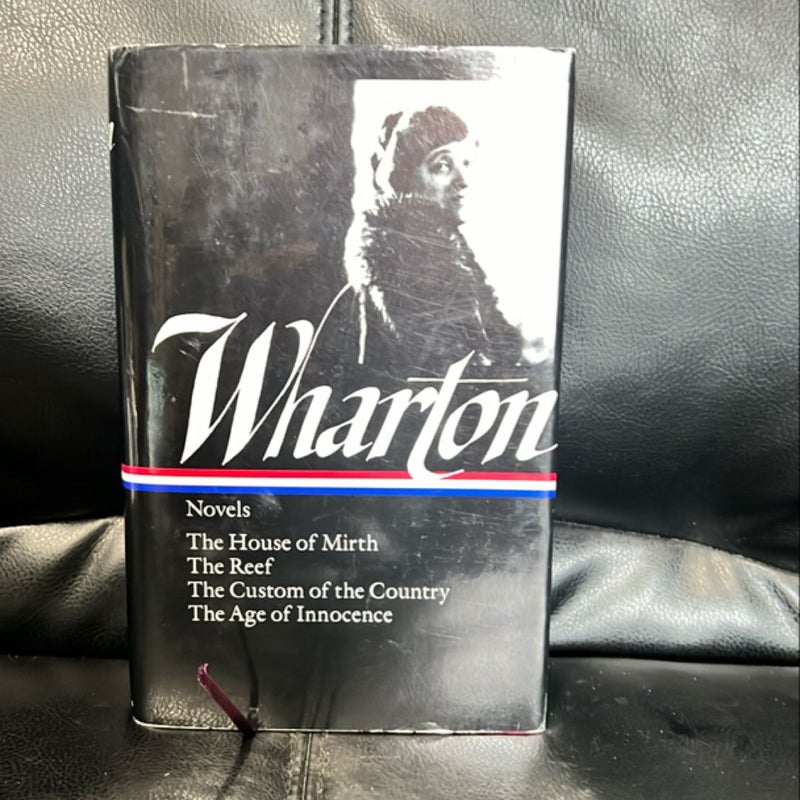 Wharton
Novels
The House of Mirth
The Reef
The Custom of the Country
The Age of Innocence